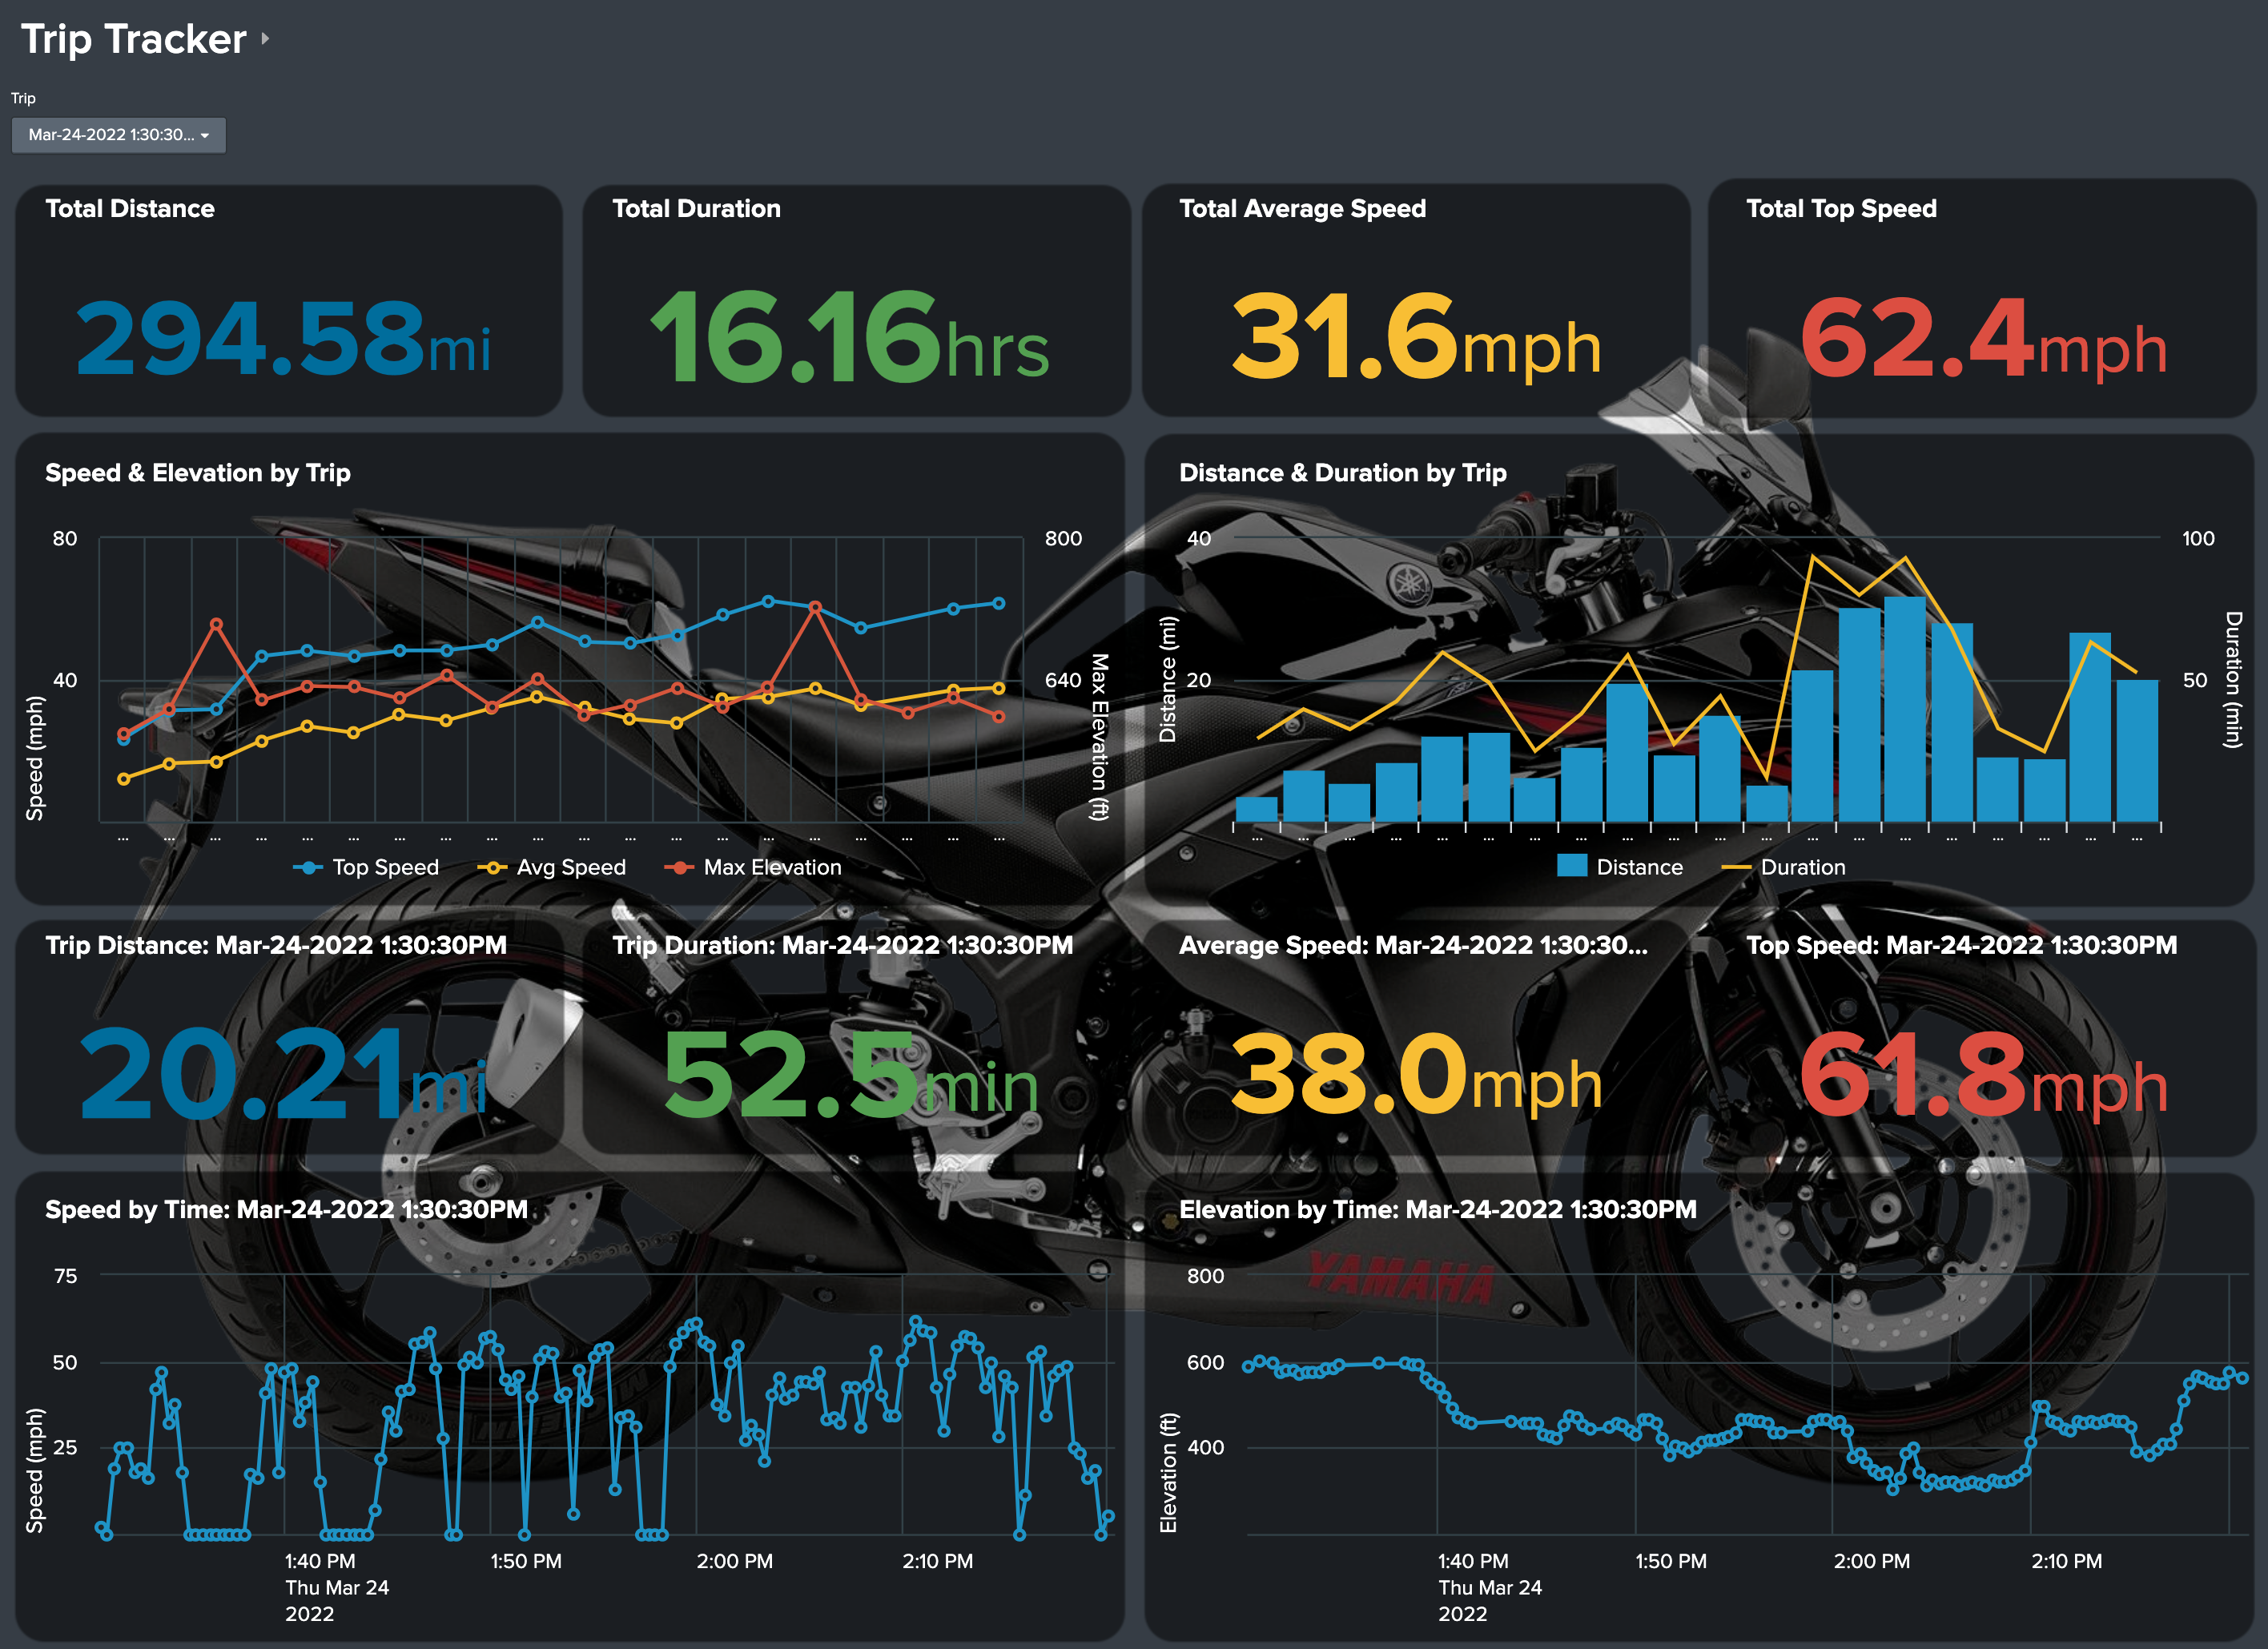 Trip Tracker
Trip
Mar-24-2022 1:30:30...
Total Distance
294.58mi
Total Duration
16.16hrs
Total Average Speed
31.6mph
Total Top Speed
62.4mph
Speed & Elevation by Trip
80
40
Speed (mph)
800
640
Max Elevation (ft)
... ... ... ... ... ... ... ... ... ... ... ... ... ... ... ... ... ... ... ...
Top Speed
Avg Speed
Max Elevation
Distance & Duration by Trip
40
20
Distance (mi)
100
50
Duration (min)
... ... ... ... ... ... ... ... ... ... ... ... ... ... ... ... ... ... ... ...
Distance
Duration
Trip Distance: Mar-24-2022 1:30:30PM
20.21mi
Trip Duration: Mar-24-2022 1:30:30PM
52.5min
Average Speed: Mar-24-2022 1:30:30...
38.0mph
Top Speed: Mar-24-2022 1:30:30PM
61.8mph
Speed by Time: Mar-24-2022 1:30:30PM
75
50
25
Speed (mph)
1:40 PM
Thu Mar 24
2022
1:50 PM
2:00 PM
2:10 PM
Elevation by Time: Mar-24-2022 1:30:30PM
YAMAHA
800
600
400
Elevation (ft)
1:40 PM
Thu Mar 24
2022
1:50 PM
2:00 PM
2:10 PM